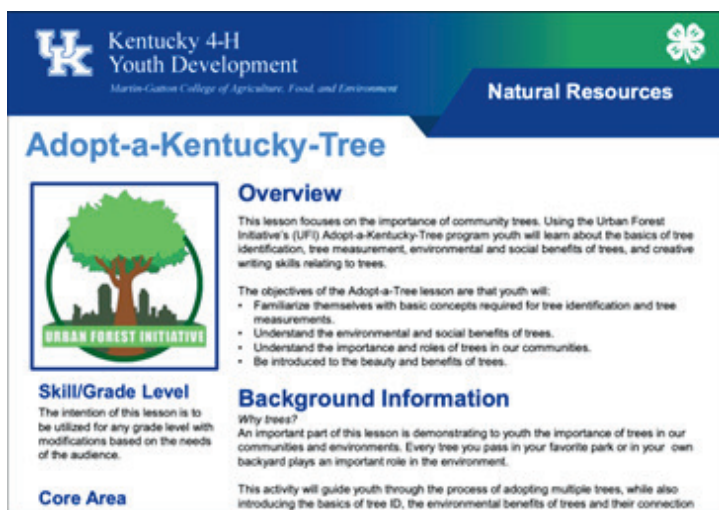 UK
Kentucky 4-H
Youth Development
Martin-Gatton College of Agriculture, Food, and Environment
Natural Resources
Adopt-a-Kentucky-Tree
URBAN FOREST INITIATIVE
Skill/Grade Level
The intention of this lesson is to
be utilized for any grade level with
modifications based on the needs
of the audience.
Core Area
Overview
This lesson focuses on the importance of community trees. Using the Urban Forest
Initiative's (UFI) Adopt-a-Kentucky-Tree program youth will learn about the basics of tree
identification, tree measurement, environmental and social benefits of trees, and creative
writing skills relating to trees.
The objectives of the Adopt-a-Tree lesson are that youth will:
• Familiarize themselves with basic concepts required for tree identification and tree
measurements.
• Understand the environmental and social benefits of trees.
• Understand the importance and roles of trees in our communities.
• Be introduced to the beauty and benefits of trees.
Background Information
Why trees?
An important part of this lesson is demonstrating to youth the importance of trees in our
communities and environments. Every tree you pass in your favorite park or in your own
backyard plays an important role in the environment.
This activity will guide youth through the process of adopting multiple trees, while also
introducing the basics of tree ID, the environmental benefits of trees and their connection